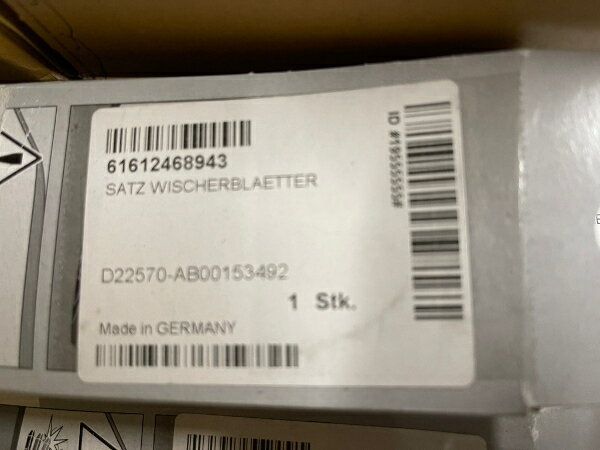 61612468943
SATZ WISCHERBLAETTER
D22570-AB00153492
1 Stk.
Made in GERMANY